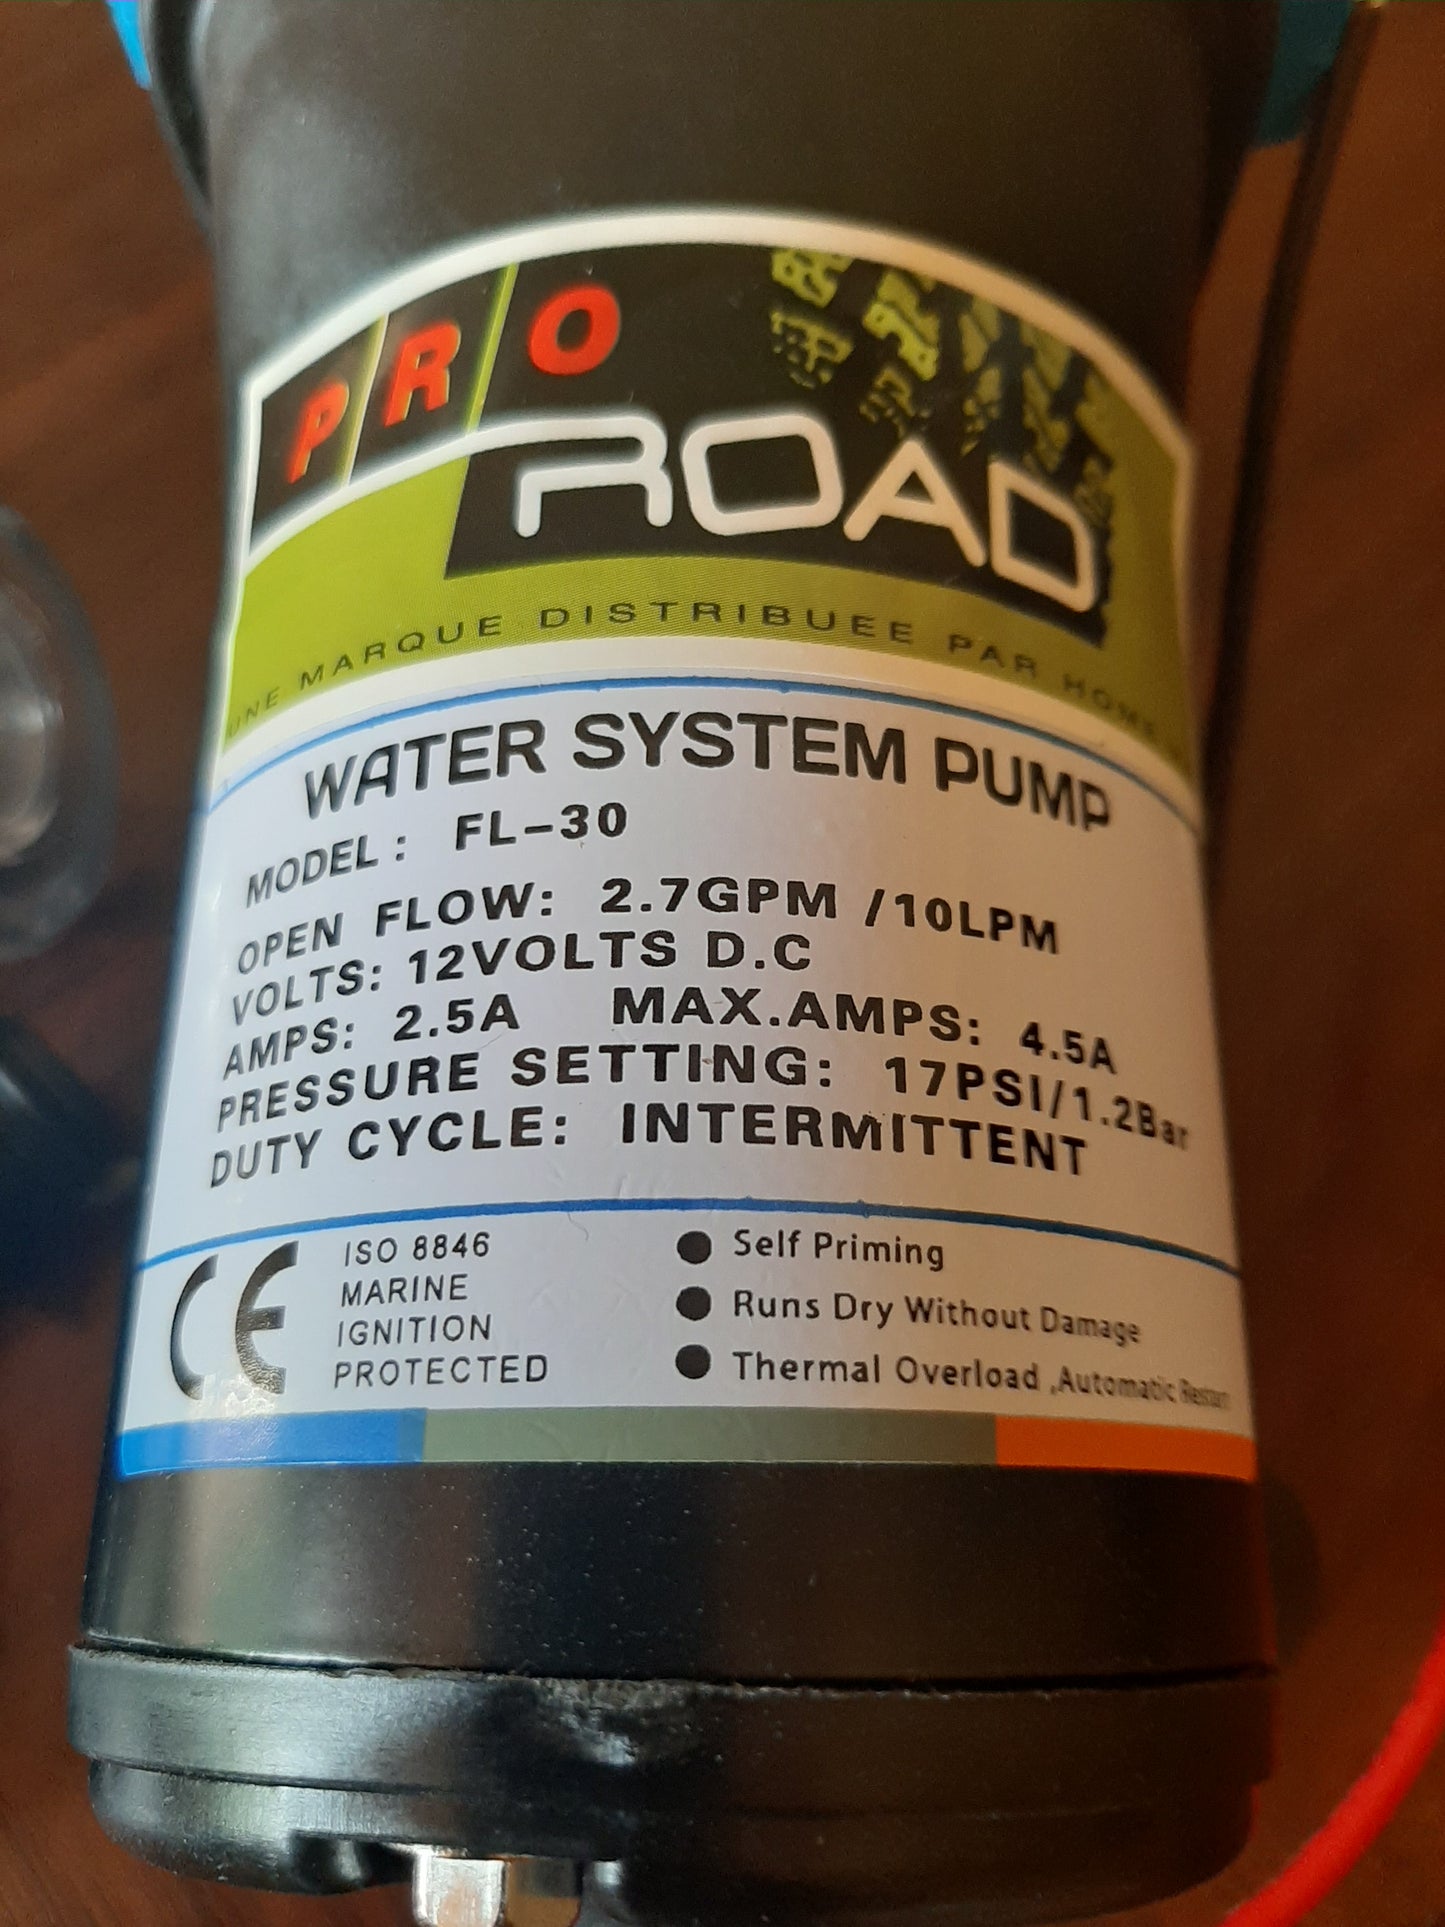 PRO
ROAD
UNE MARQUE DISTRIBUEE PAR HOME
WATER SYSTEM PUMP
MODEL: FL-30
OPEN FLOW: 2.7GPM /10LPM
VOLTS: 12VOLTS D.C
AMPS: 2.5A MAX.AMPS: 4.5A
PRESSURE SETTING: 17PSI/1.2Bar
DUTY CYCLE: INTERMITTENT
CE
ISO 8846
MARINE
IGNITION
PROTECTED
● Self Priming
● Runs Dry Without Damage
● Thermal Overload ,Automatic Restart